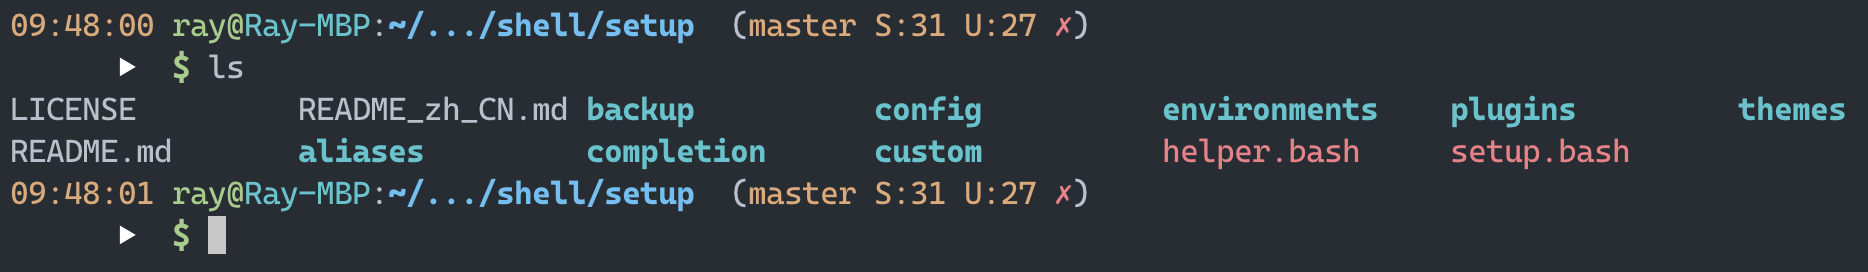 09:48:00 ray@Ray-MBP:~/.../shell/setup  (master S:31 U:27 ✗)
      ▶  $ ls
LICENSE         README_zh_CN.md backup          config          environments    plugins         themes
README.md       aliases         completion      custom          helper.bash     setup.bash
09:48:01 ray@Ray-MBP:~/.../shell/setup  (master S:31 U:27 ✗)
      ▶  $